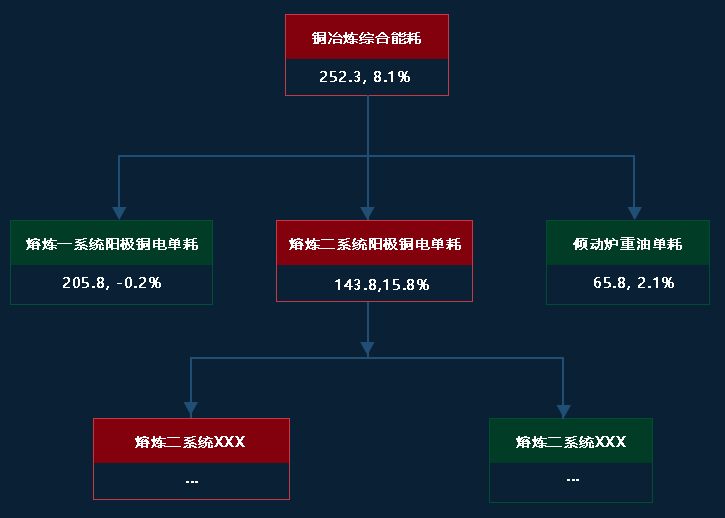 铜冶炼综合能耗
252.3, 8.1%
熔炼一系统阳极铜电单耗
205.8, -0.2%
熔炼二系统阳极铜电单耗
143.8,15.8%
倾动炉重油单耗
65.8, 2.1%
熔炼二系统XXX
...
熔炼二系统XXX
...